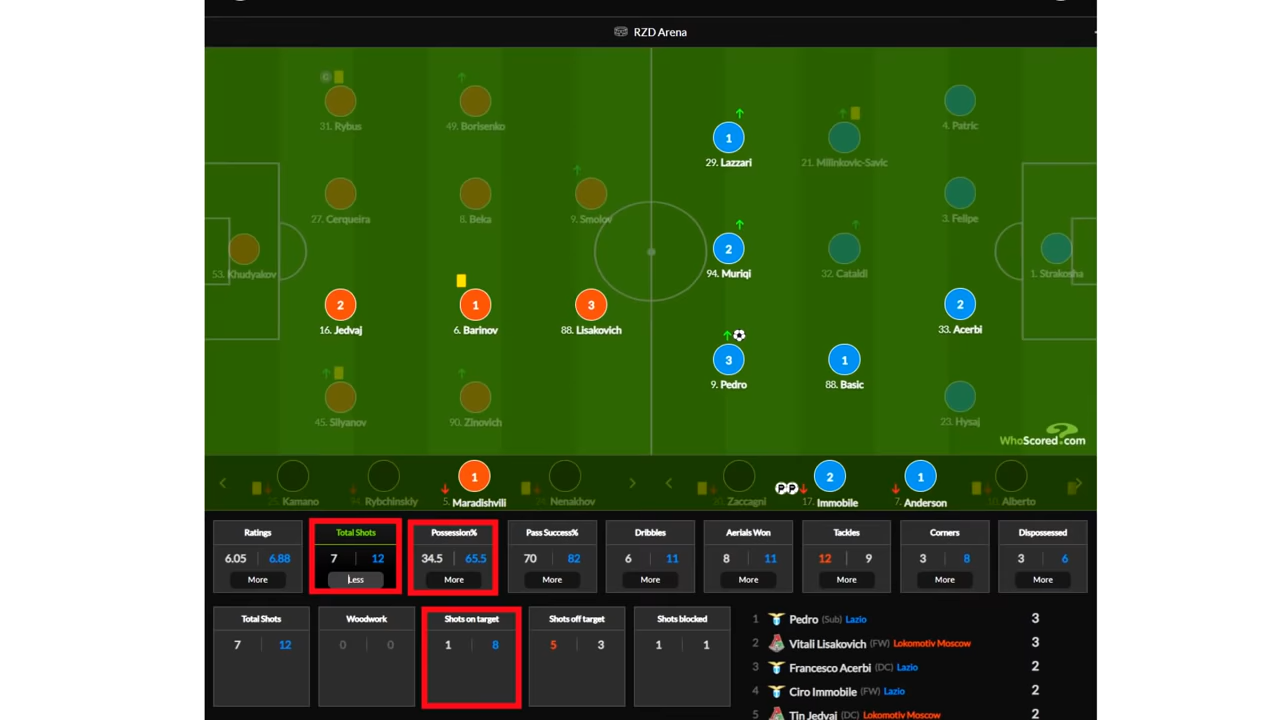 RZD Arena
31. Rybus
49. Borisenko
1
29. Lazzari
21. Milinkovic-Savic
4. Patric
27. Cerqueira
8. Beka
9. Smolov
3. Felipe
53. Khudyakov
2
94. Muriqi
32. Cataldi
1. Strakosha
2
16. Jedvaj
1
6. Barinov
3
88. Lisakovich
2
33. Acerbi
3
9. Pedro
1
88. Basic
45. Silyanov
90. Zinovich
23. Hysaj
WhoScored.com
Kamano
Rybchinskiy
1
5. Maradishvili
Nenakhov
Zaccagni
PP
2
17. Immobile
1
7. Anderson
Alberto
Ratings
6.05 6.88
More
Total Shots
7 12
Less
Possession%
34.5 65.5
More
Pass Success%
70 82
More
Dribbles
6 11
More
Aerials Won
8 11
More
Tackles
12 9
More
Corners
3 8
More
Dispossessed
3 6
More
Total Shots
7 12
Woodwork
0 0
Shots on target
1 8
Shots off target
5 3
Shots blocked
1 1
1 Pedro (Sub) Lazio 3
2 Vitali Lisakovich (FW) Lokomotiv Moscow 3
3 Francesco Acerbi (DC) Lazio 2
4 Ciro Immobile (FW) Lazio 2
5 Tin Jedvaj (DC) Lokomotiv Moscow 2